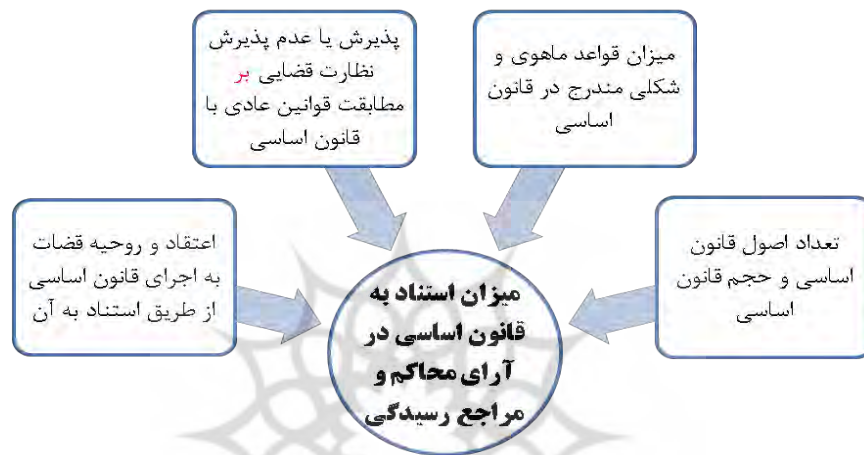 میزان قواعد ماهوی و
شکلی مندرج در قانون
اساسی
پذیرش یا عدم پذیرش
نظارت قضایی بر
مطابقت قوانین عادی با
قانون اساسی
تعداد اصول قانون
اساسی و حجم قانون
اساسی
اعتقاد و روحیه قضات
به اجرای قانون اساسی
از طریق استناد به آن
میزان استناد به
قانون اساسی در
آرای محاکم و
مراجع رسیدگی